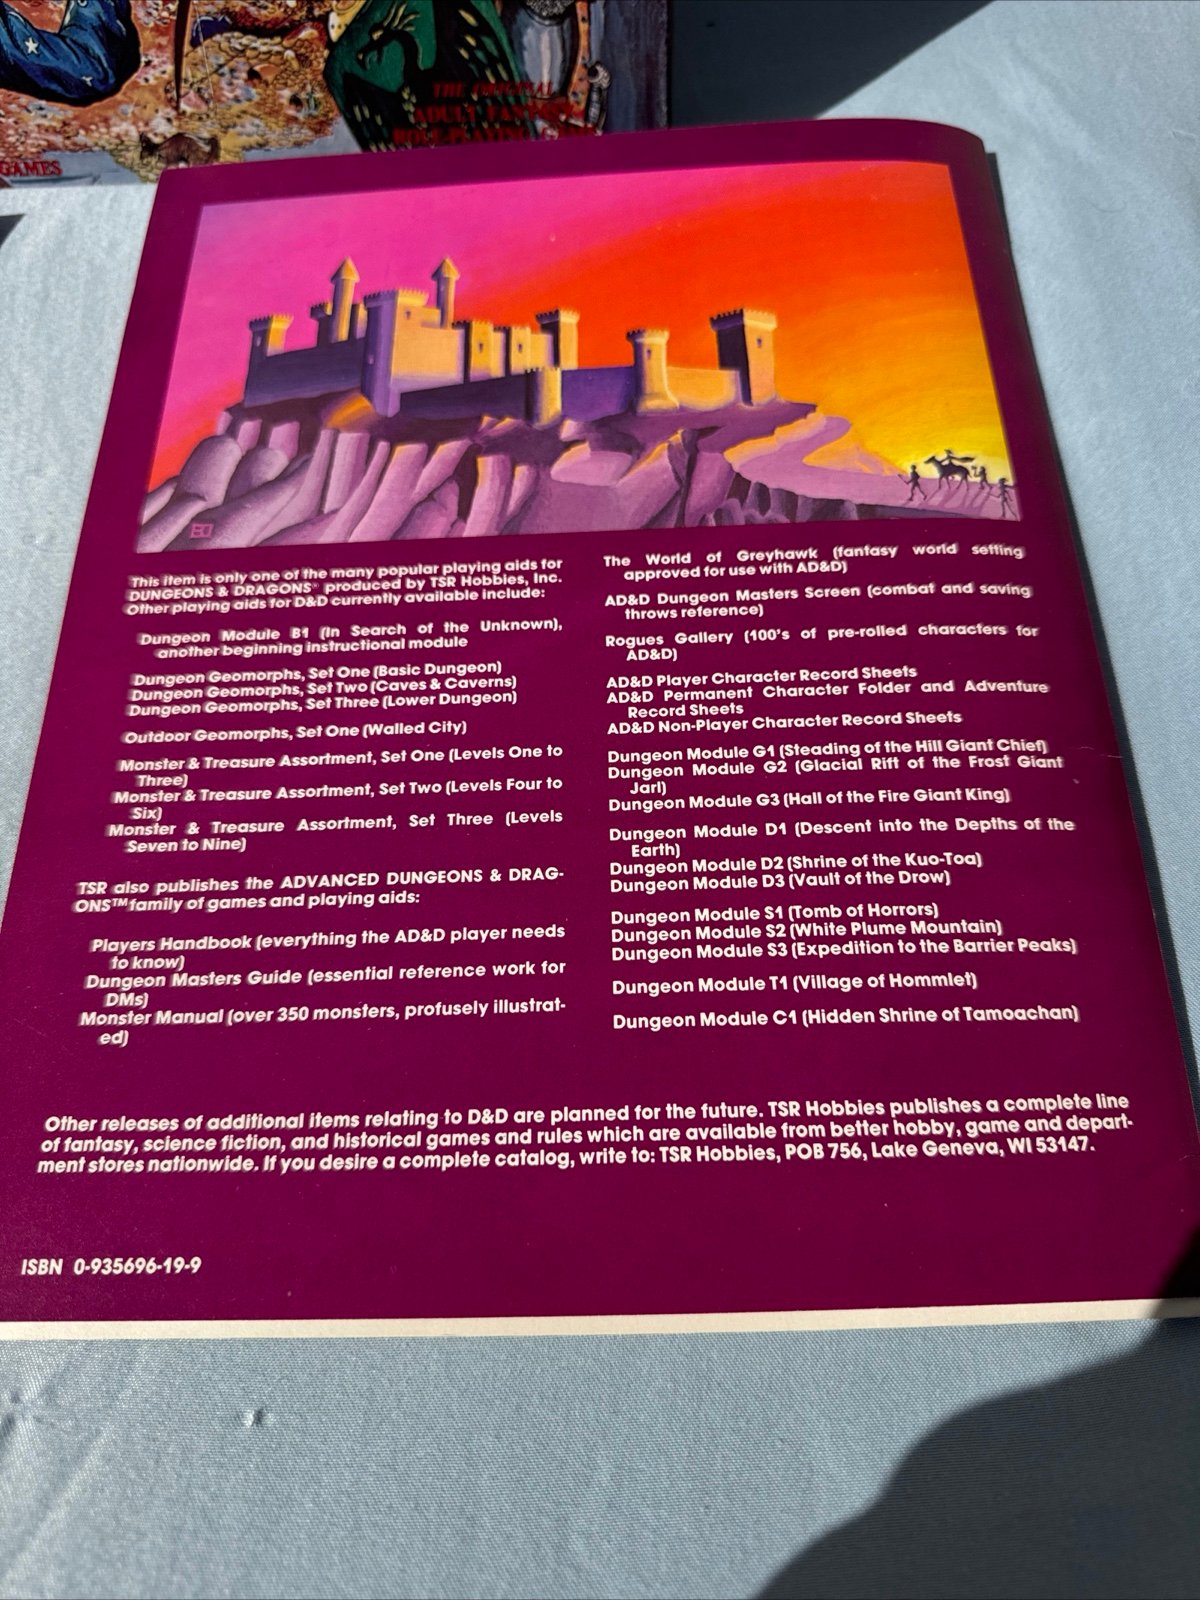 THE ORIGINAL
ADULT FANTASY
ROLE-PLAYING
GAMES
This item is only one of the many popular playing aids for
DUNGEONS & DRAGONS® produced by TSR Hobbies, Inc.
Other playing aids for D&D currently available include:
Dungeon Module B1 (In Search of the Unknown),
another beginning instructional module
Dungeon Geomorphs, Set One (Basic Dungeon)
Dungeon Geomorphs, Set Two (Caves & Caverns)
Dungeon Geomorphs, Set Three (Lower Dungeon)
Outdoor Geomorphs, Set One (Walled City)
Monster & Treasure Assortment, Set One (Levels One to
Three)
Monster & Treasure Assortment, Set Two (Levels Four to
Six)
Monster & Treasure Assortment, Set Three (Levels
Seven to Nine)
TSR also publishes the ADVANCED DUNGEONS & DRAG-
ONS™ family of games and playing aids:
Players Handbook (everything the AD&D player needs
to know)
Dungeon Masters Guide (essential reference work for
DMs)
Monster Manual (over 350 monsters, profusely illustrat-
ed)
The World of Greyhawk (fantasy world setting
approved for use with AD&D)
AD&D Dungeon Masters Screen (combat and saving
throws reference)
Rogues Gallery (100's of pre-rolled characters for
AD&D)
AD&D Player Character Record Sheets
AD&D Permanent Character Folder and Adventure
Record Sheets
AD&D Non-Player Character Record Sheets
Dungeon Module G1 (Steading of the Hill Giant Chief)
Dungeon Module G2 (Glacial Rift of the Frost Giant
Jarl)
Dungeon Module G3 (Hall of the Fire Giant King)
Dungeon Module D1 (Descent into the Depths of the
Earth)
Dungeon Module D2 (Shrine of the Kuo-Toa)
Dungeon Module D3 (Vault of the Drow)
Dungeon Module S1 (Tomb of Horrors)
Dungeon Module S2 (White Plume Mountain)
Dungeon Module S3 (Expedition to the Barrier Peaks)
Dungeon Module T1 (Village of Hommlet)
Dungeon Module C1 (Hidden Shrine of Tamoachan)
Other releases of additional items relating to D&D are planned for the future. TSR Hobbies publishes a complete line
of fantasy, science fiction, and historical games and rules which are available from better hobby, game and depart-
ment stores nationwide. If you desire a complete catalog, write to: TSR Hobbies, POB 756, Lake Geneva, WI 53147.
ISBN 0-935696-19-9